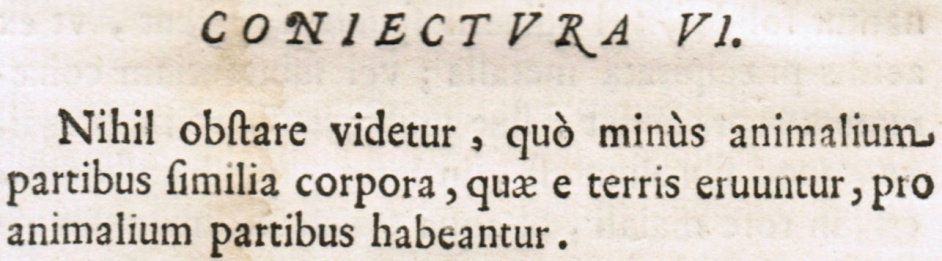 CONIECTVRA VI.
Nihil obſtare videtur, quò minùs animalium
partibus ſimilia corpora, quæ e terris eruuntur, pro
animalium partibus habeantur.